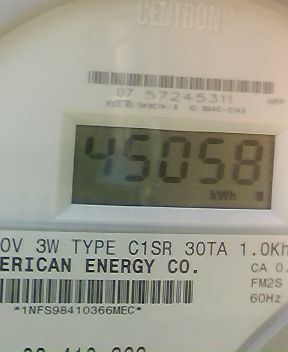 CENTRON
07 57245311
45058
kWh
0V 3W TYPE C1SR 30TA 1.0Kh
ERICAN ENERGY CO.
CA 0.
FM2S
60Hz
*1NFS98410366MEC*